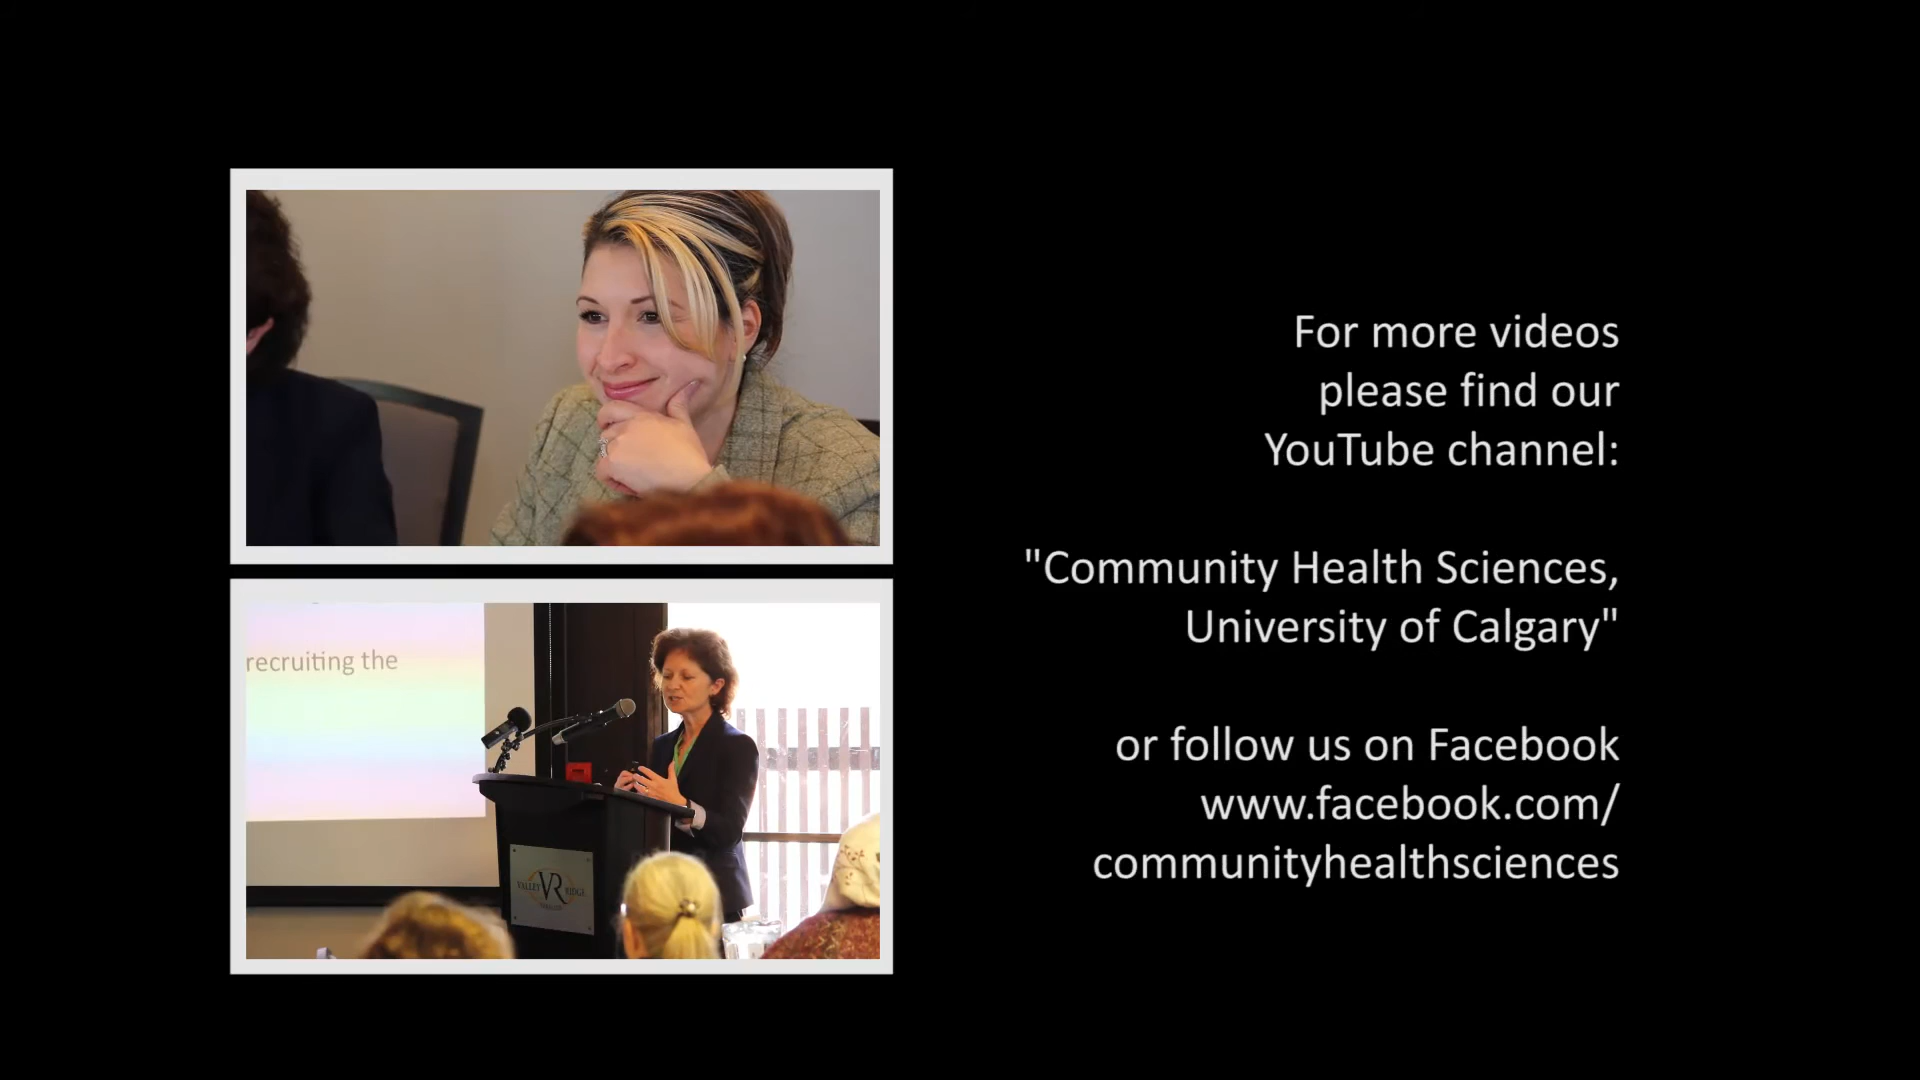 For more videos
please find our
YouTube channel:
"Community Health Sciences,
University of Calgary"
or follow us on Facebook
www.facebook.com/
communityhealthsciences
recruiting the
VALLEY VR RIDGE